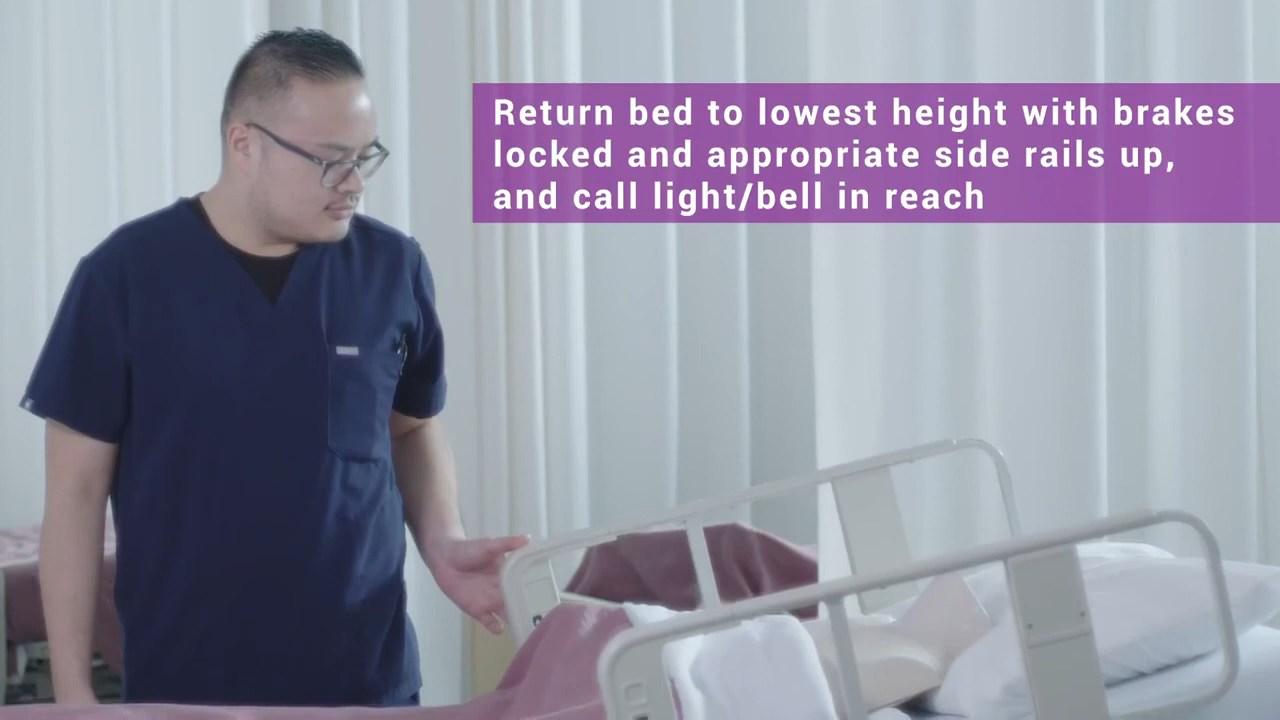 Return bed to lowest height with brakes
locked and appropriate side rails up,
and call light/bell in reach